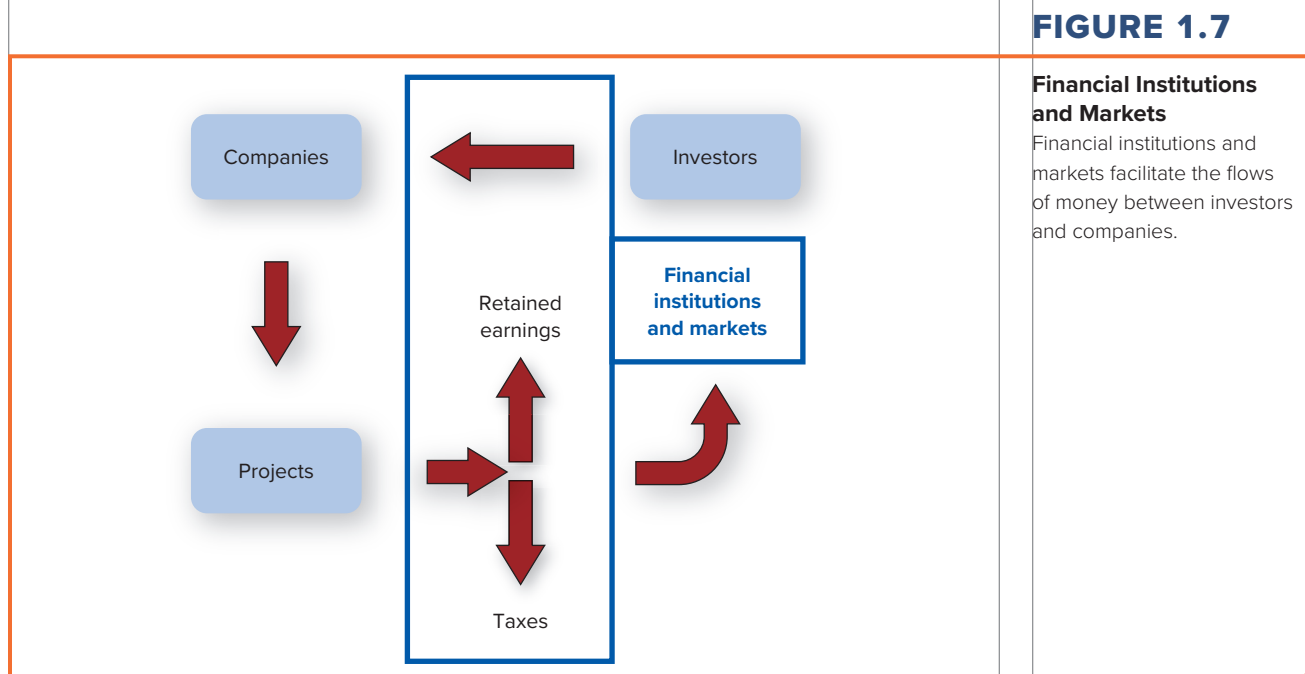 FIGURE 1.7
Financial Institutions
and Markets
Financial institutions and
markets facilitate the flows
of money between investors
and companies.
Companies
Investors
Financial
institutions
and markets
Retained
earnings
Projects
Taxes